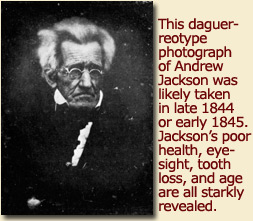 This daguer-
reotype
photograph
of Andrew
Jackson was
likely taken
in late 1844
or early 1845.
Jackson's poor
health, eye-
sight, tooth
loss, and age
are all starkly
revealed.